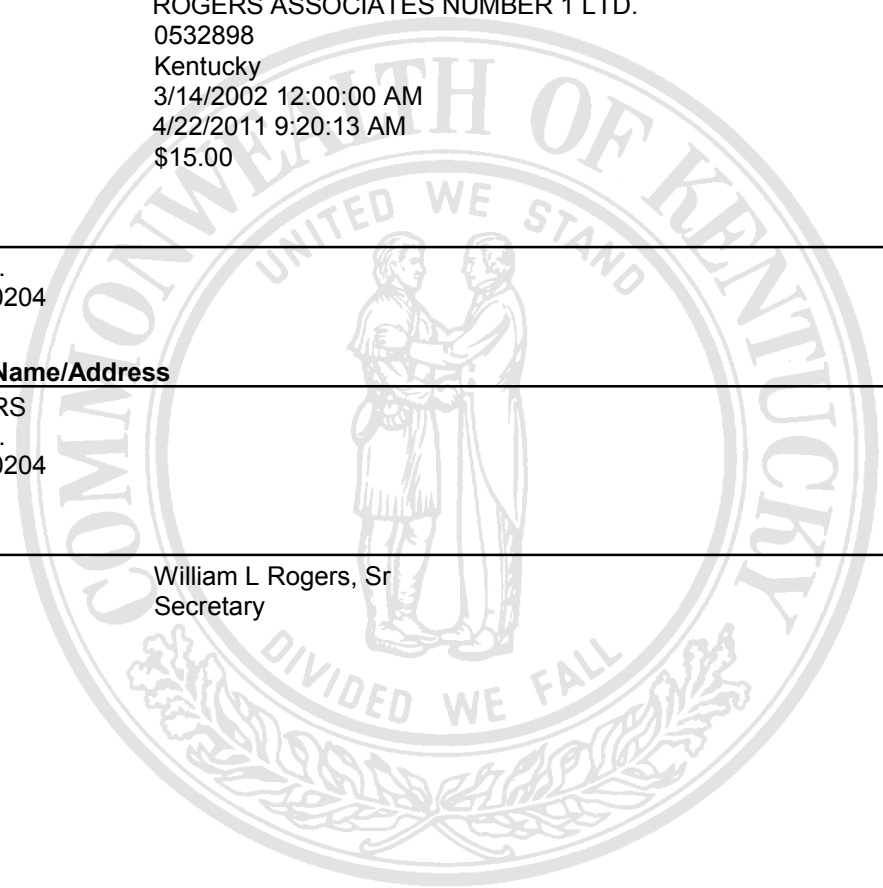 ROGERS ASSOCIATES NUMBER 1 LTD.
0532898
Kentucky
3/14/2002 12:00:00 AM
4/22/2011 9:20:13 AM
$15.00
.
0204
Name/Address
RS
.
0204
William L Rogers, Sr
Secretary
COMMONWEALTH OF KENTUCKY
UNITED WE STAND
DIVIDED WE FALL